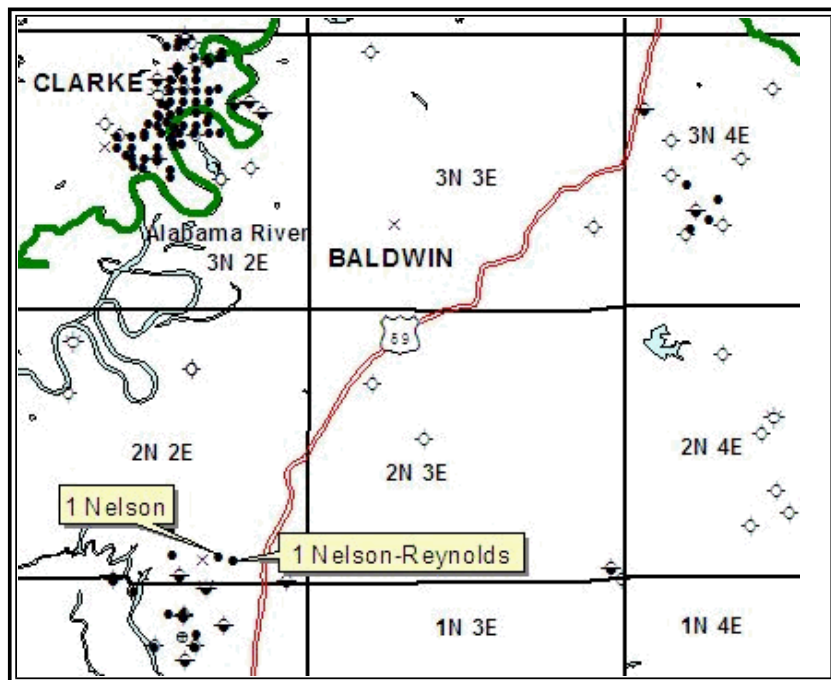 CLARKE
3N 4E
3N 3E
Alabama River
3N 2E
BALDWIN
59
2N 2E
2N 3E
2N 4E
1 Nelson
1 Nelson-Reynolds
1N 3E
1N 4E